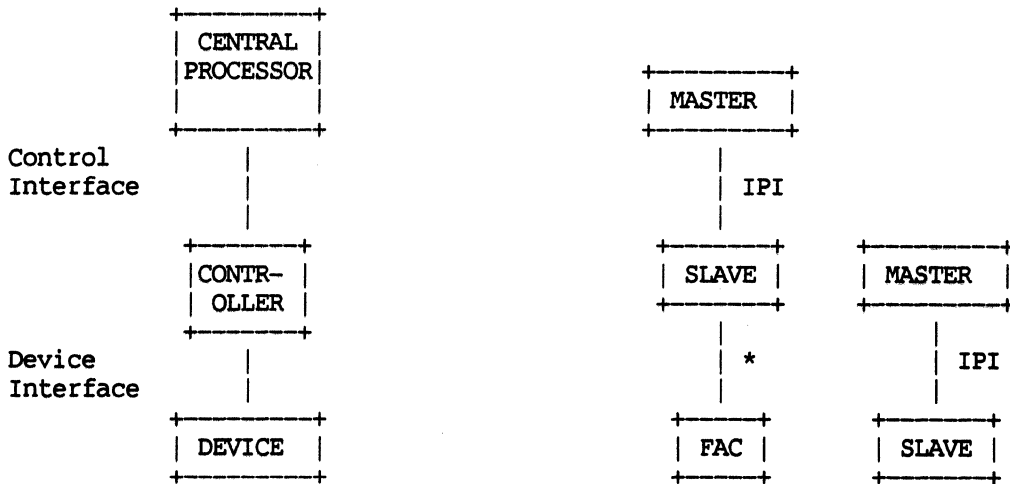 CENTRAL
PROCESSOR
MASTER
Control
Interface
IPI
CONTR-
OLLER
SLAVE
MASTER
Device
Interface
*
IPI
DEVICE
FAC
SLAVE